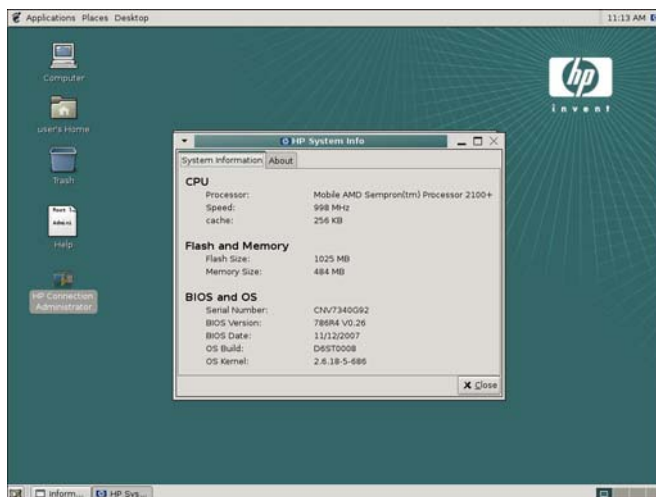 Applications Places Desktop
11:13 AM
Computer
user's Home
Trash
Help
HP Connection
Administrator
hp
invent
HP System Info
System Information About
CPU
Processor: Mobile AMD Sempron(tm) Processor 2100+
Speed: 998 MHz
cache: 256 KB
Flash and Memory
Flash Size: 1025 MB
Memory Size: 484 MB
BIOS and OS
Serial Number: CNV7340G92
BIOS Version: 786R4 V0.26
BIOS Date: 11/12/2007
OS Build: D6ST0008
OS Kernel: 2.6.18-5-686
Close
Inform...
HP Sys...